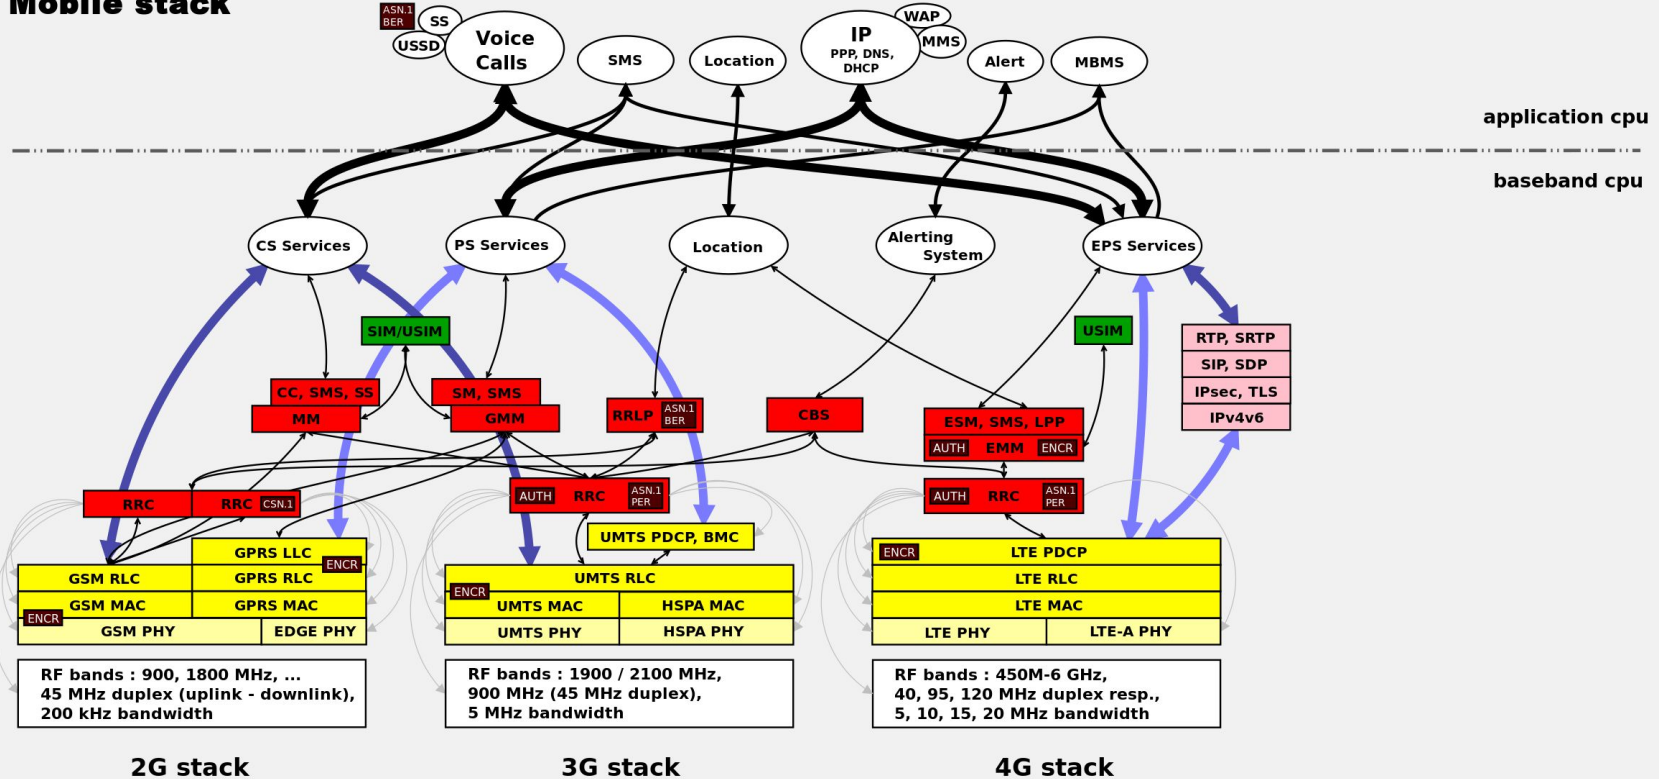 Mobile stack
ASN.1
BER
SS
USSD
Voice
Calls
SMS
Location
IP
PPP, DNS,
DHCP
WAP
MMS
Alert
MBMS
application cpu
baseband cpu
CS Services
PS Services
Location
Alerting
System
EPS Services
SIM/USIM
USIM
RTP, SRTP
SIP, SDP
IPsec, TLS
IPv4v6
CC, SMS, SS
MM
SM, SMS
GMM
RRLP
ASN.1
BER
CBS
ESM, SMS, LPP
AUTH
EMM
ENCR
RRC
RRC
CSN.1
AUTH
RRC
ASN.1
PER
AUTH
RRC
ASN.1
PER
GPRS LLC
ENCR
GSM RLC
GPRS RLC
GSM MAC
GPRS MAC
ENCR
GSM PHY
EDGE PHY
UMTS PDCP, BMC
UMTS RLC
ENCR
UMTS MAC
HSPA MAC
UMTS PHY
HSPA PHY
ENCR
LTE PDCP
LTE RLC
LTE MAC
LTE PHY
LTE-A PHY
RF bands : 900, 1800 MHz, ...
45 MHz duplex (uplink - downlink),
200 kHz bandwidth
RF bands : 1900 / 2100 MHz,
900 MHz (45 MHz duplex),
5 MHz bandwidth
RF bands : 450M-6 GHz,
40, 95, 120 MHz duplex resp.,
5, 10, 15, 20 MHz bandwidth
2G stack
3G stack
4G stack